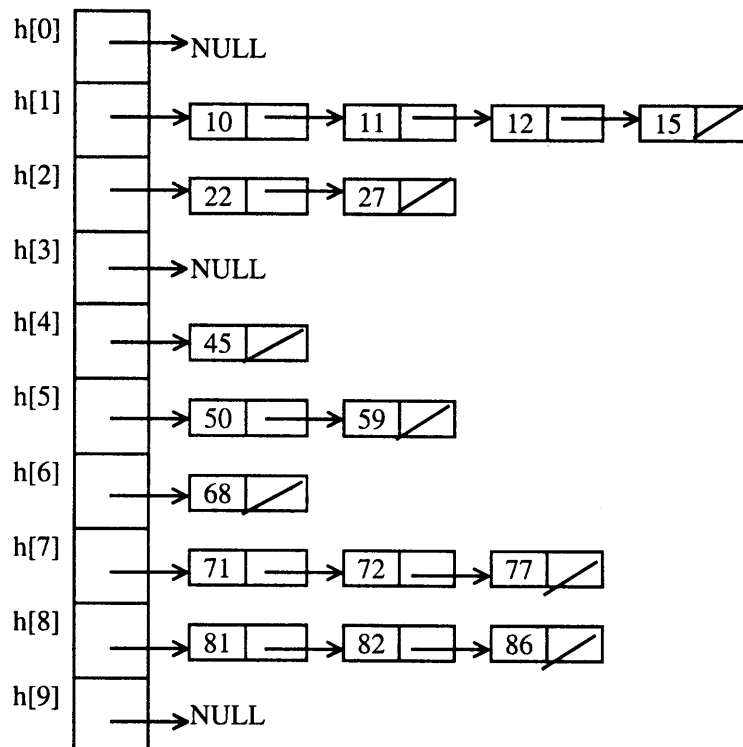 h[0] NULL
h[1] 10 11 12 15
h[2] 22 27
h[3] NULL
h[4] 45
h[5] 50 59
h[6] 68
h[7] 71 72 77
h[8] 81 82 86
h[9] NULL